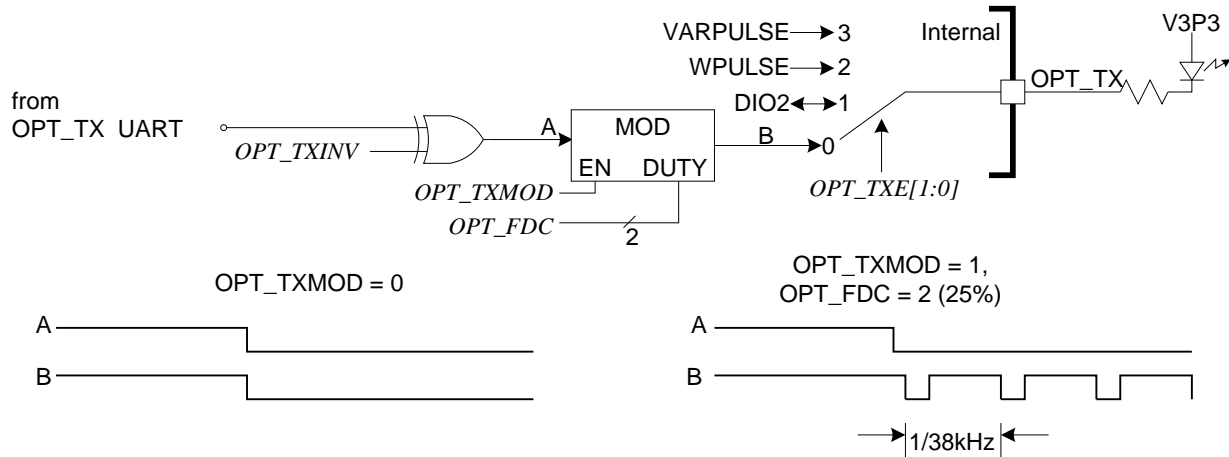 VARPULSE 3
Internal
V3P3
WPULSE 2
OPT_TX
from
OPT_TX UART
DIO2 1
A
MOD
B
0
OPT_TXINV
EN DUTY
OPT_TXMOD
OPT_TXE[1:0]
OPT_FDC
2
OPT_TXMOD = 0
OPT_TXMOD = 1,
OPT_FDC = 2 (25%)
A
B
A
B
1/38kHz